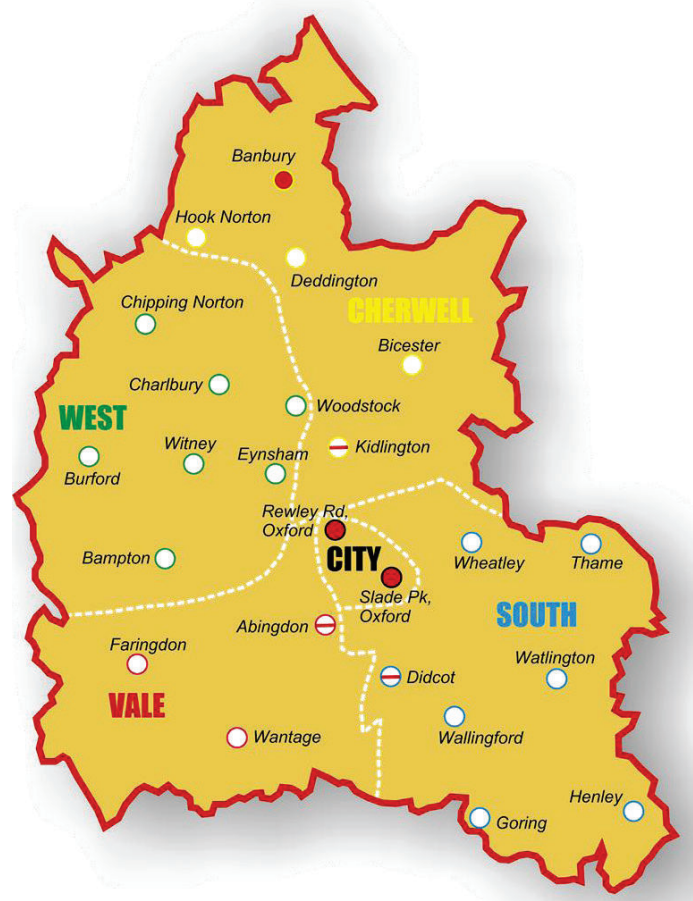 Banbury
Hook Norton
Deddington
Chipping Norton
CHERWELL
Bicester
Charlbury
Woodstock
WEST
Witney
Eynsham
Kidlington
Burford
Rewley Rd,
Oxford
Bampton
CITY
Wheatley
Thame
Slade Pk,
Oxford
SOUTH
Abingdon
Faringdon
Didcot
Watlington
VALE
Wantage
Wallingford
Henley
Goring